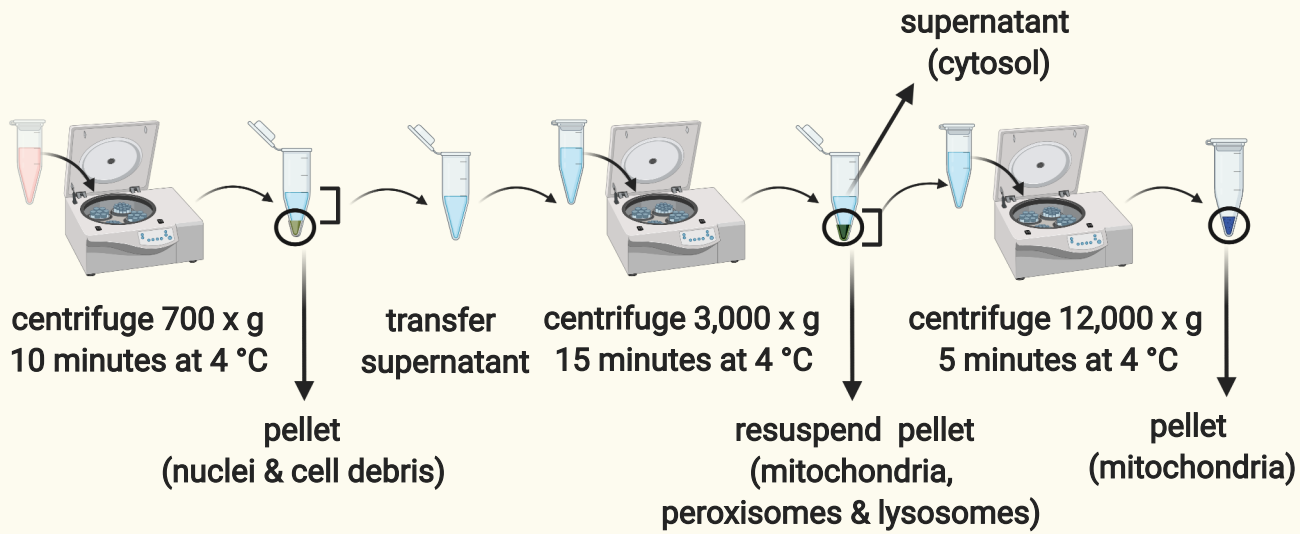 supernatant
(cytosol)
centrifuge 700 x g
10 minutes at 4 °C
transfer
supernatant
centrifuge 3,000 x g
15 minutes at 4 °C
centrifuge 12,000 x g
5 minutes at 4 °C
pellet
(nuclei & cell debris)
resuspend pellet
(mitochondria,
peroxisomes & lysosomes)
pellet
(mitochondria)